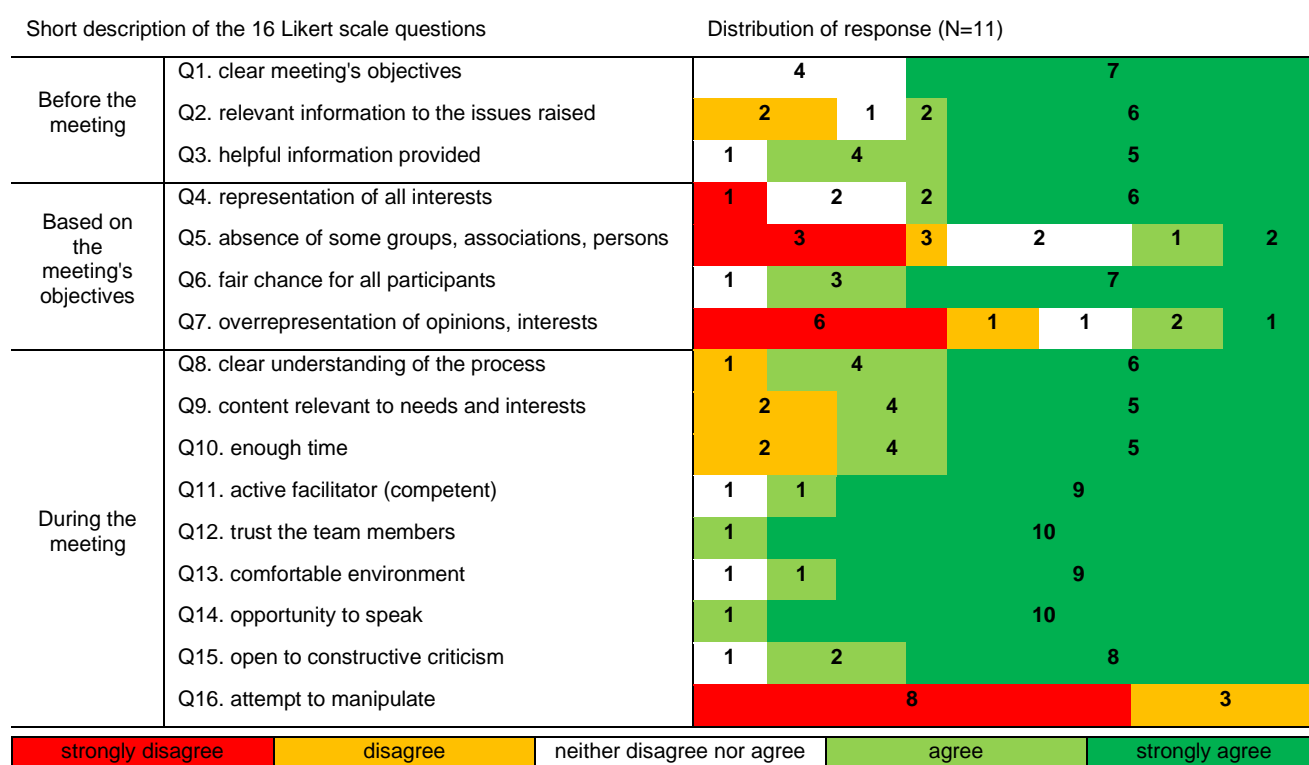 Short description of the 16 Likert scale questions Distribution of response (N=11)
Before the meeting
Q1. clear meeting's objectives 4 7
Q2. relevant information to the issues raised 2 1 2 6
Q3. helpful information provided 1 4 5
Based on the meeting's objectives
Q4. representation of all interests 1 2 2 6
Q5. absence of some groups, associations, persons 3 3 2 1 2
Q6. fair chance for all participants 1 3 7
Q7. overrepresentation of opinions, interests 6 1 1 2 1
During the meeting
Q8. clear understanding of the process 1 4 6
Q9. content relevant to needs and interests 2 4 5
Q10. enough time 2 4 5
Q11. active facilitator (competent) 1 1 9
Q12. trust the team members 1 10
Q13. comfortable environment 1 1 9
Q14. opportunity to speak 1 10
Q15. open to constructive criticism 1 2 8
Q16. attempt to manipulate 8 3
strongly disagree disagree neither disagree nor agree agree strongly agree